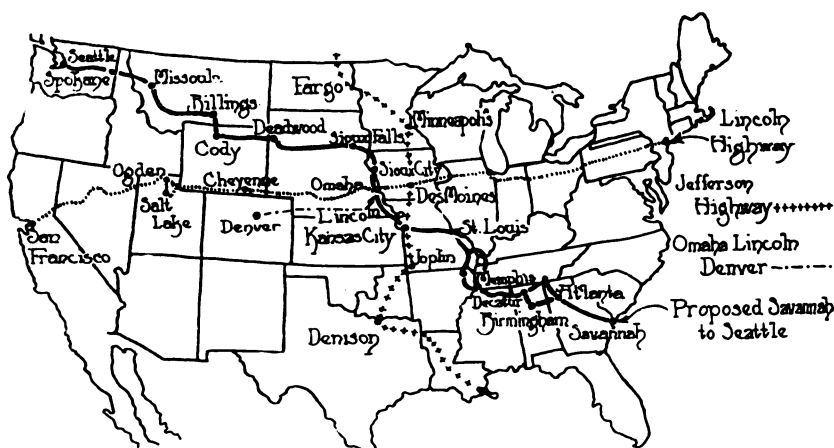 Seattle
Spokane
Missoula
Fargo
Billings
Minneapolis
Deadwood
Sioux Falls
Cody
Sioux City
Ogden
Cheyenne
Omaha
Des Moines
Salt
Lake
Denver
Lincoln
St. Louis
San
Francisco
Kansas City
Joplin
Memphis
Decatur
Atlanta
Birmingham
Denison
Savannah
Lincoln
Highway
Jefferson
Highway
Omaha Lincoln
Denver
Proposed Savannah
to Seattle